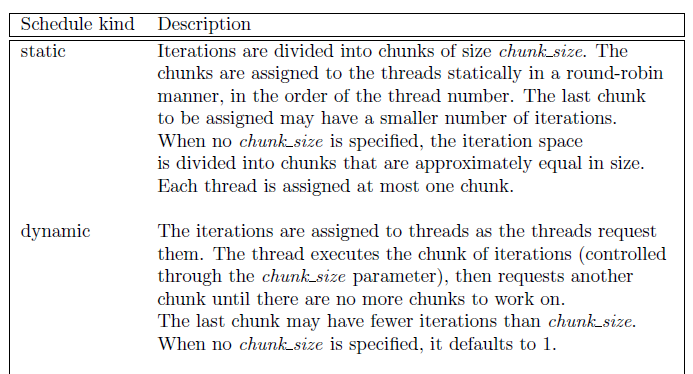 Schedule kind Description
static Iterations are divided into chunks of size chunk_size. The
chunks are assigned to the threads statically in a round-robin
manner, in the order of the thread number. The last chunk
to be assigned may have a smaller number of iterations.
When no chunk_size is specified, the iteration space
is divided into chunks that are approximately equal in size.
Each thread is assigned at most one chunk.
dynamic The iterations are assigned to threads as the threads request
them. The thread executes the chunk of iterations (controlled
through the chunk_size parameter), then requests another
chunk until there are no more chunks to work on.
The last chunk may have fewer iterations than chunk_size.
When no chunk_size is specified, it defaults to 1.